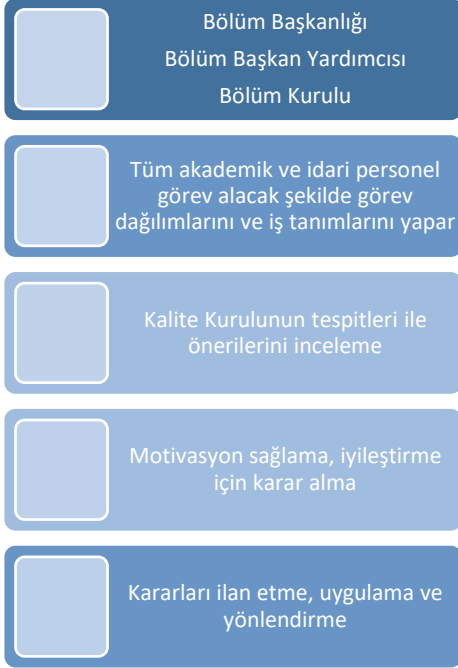 Bölüm Başkanlığı
Bölüm Başkan Yardımcısı
Bölüm Kurulu
Tüm akademik ve idari personel
görev alacak şekilde görev
dağılımlarını ve iş tanımlarını yapar
Kalite Kurulunun tespitleri ile
önerilerini inceleme
Motivasyon sağlama, iyileştirme
için karar alma
Kararları ilan etme, uygulama ve
yönlendirme